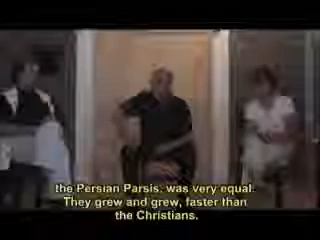 the Persian Parsis, was very equal.
They grew and grew, faster than
the Christians.